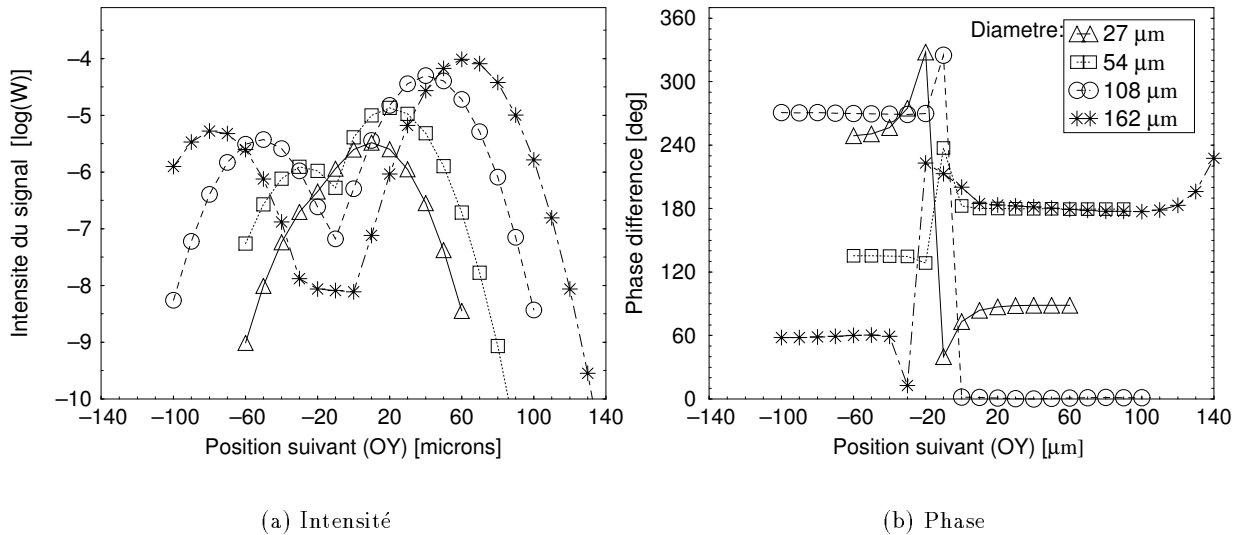 Intensite du signal [log(W)]
−4
−5
−6
−7
−8
−9
−10
−140 −100 −60 −20 20 60 100 140
Position suivant (OY) [microns]
(a) Intensité
Phase difference [deg]
360
300
240
180
120
60
0
Diametre:
27 μm
54 μm
108 μm
162 μm
−140 −100 −60 −20 20 60 100 140
Position suivant (OY) [μm]
(b) Phase